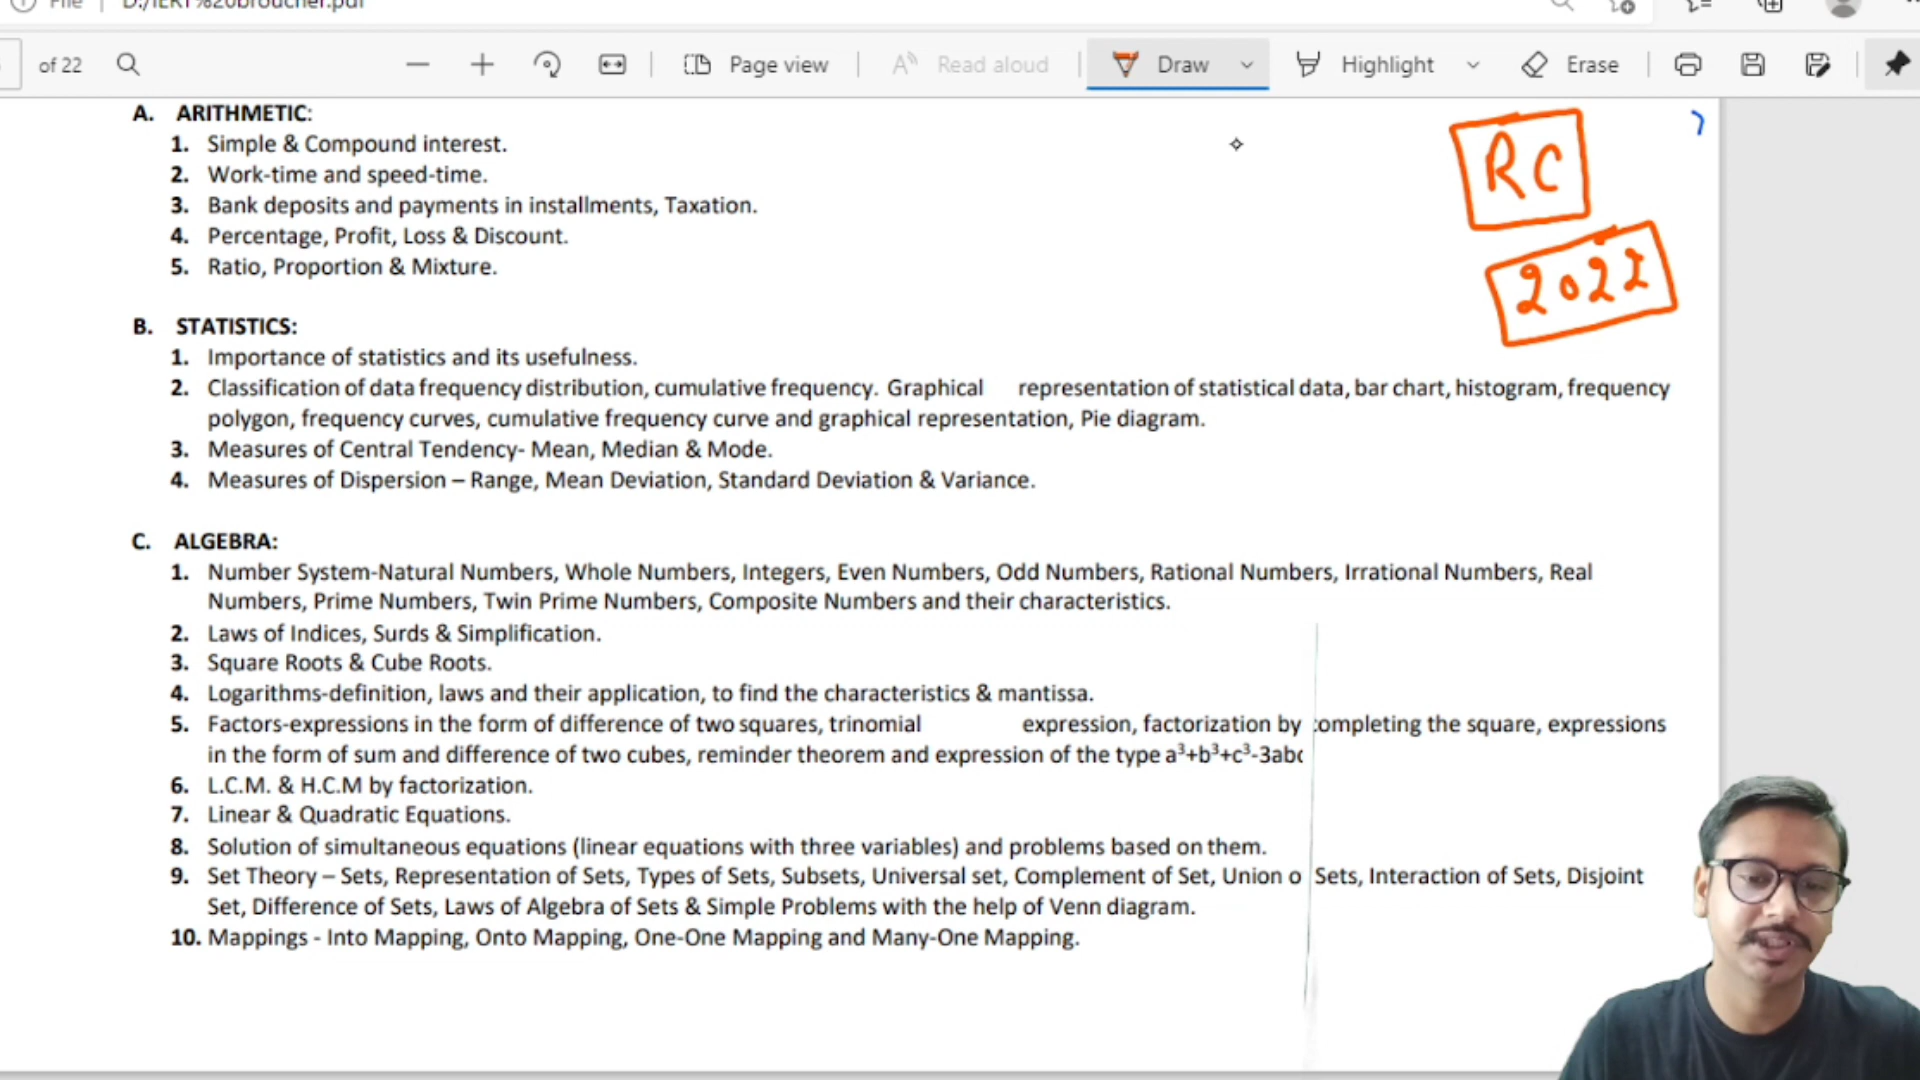 File | D:/IERT%20broucher.pdf
of 22
Page view
Read aloud
Draw
Highlight
Erase
A. ARITHMETIC:
1. Simple & Compound interest.
2. Work-time and speed-time.
3. Bank deposits and payments in installments, Taxation.
4. Percentage, Profit, Loss & Discount.
5. Ratio, Proportion & Mixture.
RC
2022
B. STATISTICS:
1. Importance of statistics and its usefulness.
2. Classification of data frequency distribution, cumulative frequency. Graphical representation of statistical data, bar chart, histogram, frequency
polygon, frequency curves, cumulative frequency curve and graphical representation, Pie diagram.
3. Measures of Central Tendency- Mean, Median & Mode.
4. Measures of Dispersion – Range, Mean Deviation, Standard Deviation & Variance.
C. ALGEBRA:
1. Number System-Natural Numbers, Whole Numbers, Integers, Even Numbers, Odd Numbers, Rational Numbers, Irrational Numbers, Real
Numbers, Prime Numbers, Twin Prime Numbers, Composite Numbers and their characteristics.
2. Laws of Indices, Surds & Simplification.
3. Square Roots & Cube Roots.
4. Logarithms-definition, laws and their application, to find the characteristics & mantissa.
5. Factors-expressions in the form of difference of two squares, trinomial expression, factorization by completing the square, expressions
in the form of sum and difference of two cubes, reminder theorem and expression of the type a³+b³+c³-3abc
6. L.C.M. & H.C.M by factorization.
7. Linear & Quadratic Equations.
8. Solution of simultaneous equations (linear equations with three variables) and problems based on them.
9. Set Theory – Sets, Representation of Sets, Types of Sets, Subsets, Universal set, Complement of Set, Union o Sets, Interaction of Sets, Disjoint
Set, Difference of Sets, Laws of Algebra of Sets & Simple Problems with the help of Venn diagram.
10. Mappings - Into Mapping, Onto Mapping, One-One Mapping and Many-One Mapping.